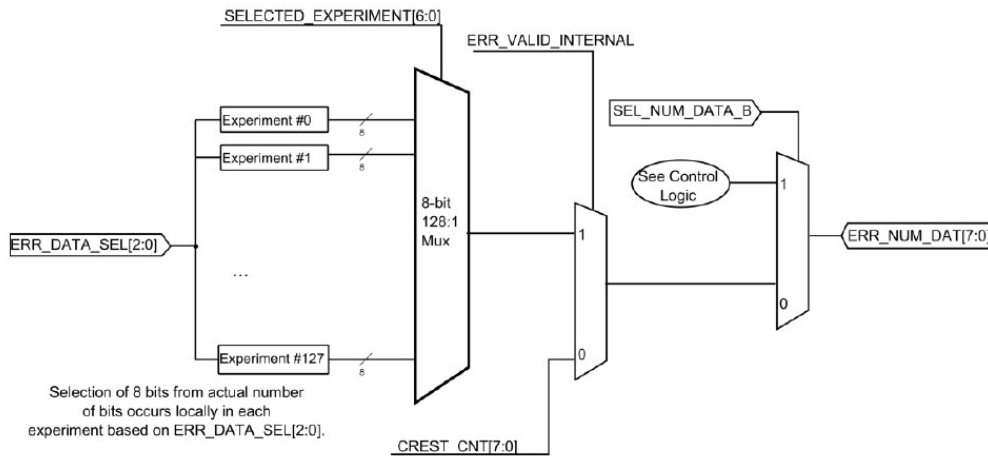 SELECTED_EXPERIMENT[6:0]
ERR_VALID_INTERNAL
SEL_NUM_DATA_B
Experiment #0
8
Experiment #1
8
See Control
Logic
1
8-bit
128:1
Mux
1
ERR_DATA_SEL[2:0]
ERR_NUM_DAT[7:0]
...
0
Experiment #127
8
0
Selection of 8 bits from actual number
of bits occurs locally in each
experiment based on ERR_DATA_SEL[2:0].
CREST_CNT[7:0]